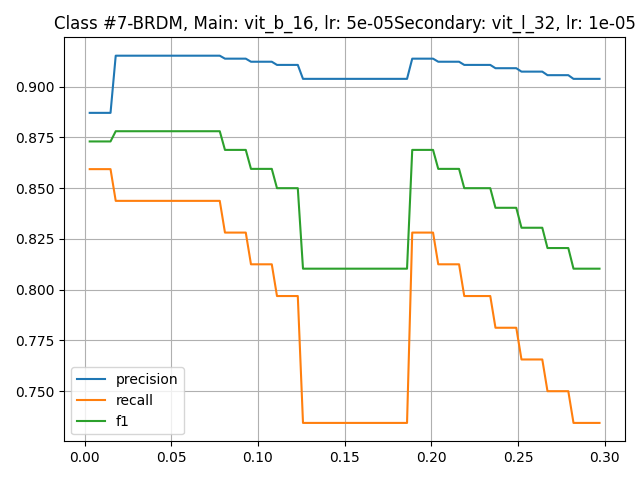 Class #7-BRDM, Main: vit_b_16, lr: 5e-05Secondary: vit_l_32, lr: 1e-05
0.900
0.875
0.850
0.825
0.800
0.775
0.750
precision
recall
f1
0.00 0.05 0.10 0.15 0.20 0.25 0.30